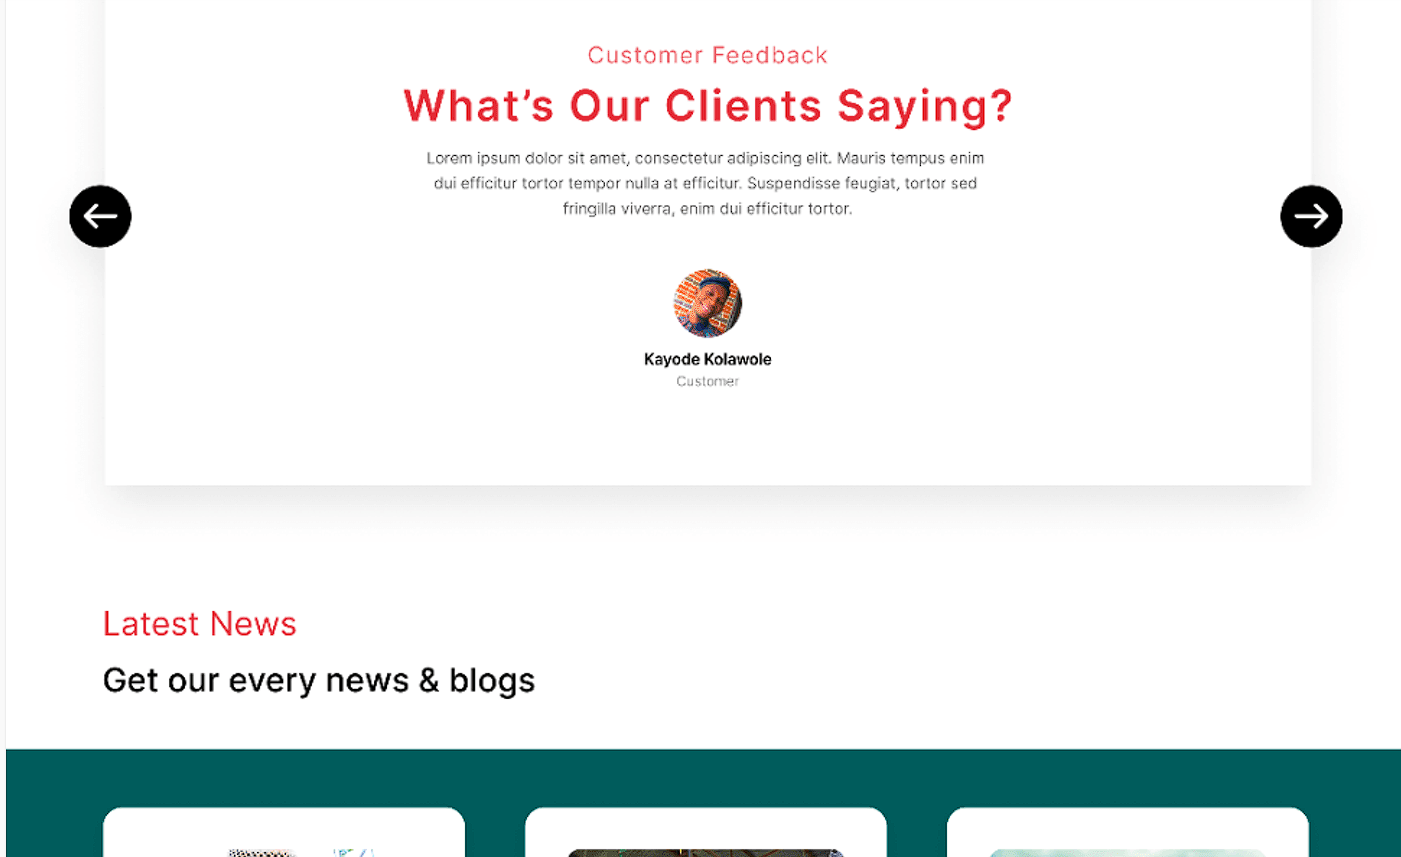 Customer Feedback
What’s Our Clients Saying?
Lorem ipsum dolor sit amet, consectetur adipiscing elit. Mauris tempus enim
dui efficitur tortor tempor nulla at efficitur. Suspendisse feugiat, tortor sed
fringilla viverra, enim dui efficitur tortor.
Kayode Kolawole
Customer
Latest News
Get our every news & blogs